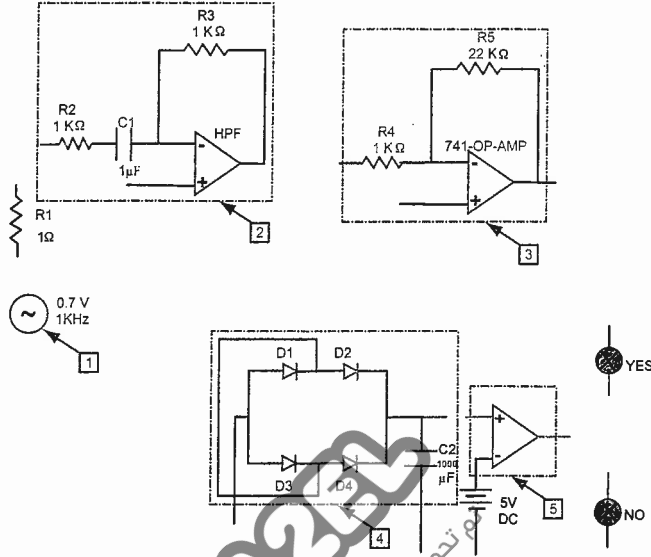 R3
1 KΩ
R2
1 KΩ
C1
1µF
HPF
-
+
2
R5
22 KΩ
R4
1 KΩ
741-OP-AMP
-
+
3
R1
1Ω
~
0.7 V
1KHz
1
D1
D2
D3
D4
C2
1000
µF
4
+
-
5V
DC
5
YES
NO